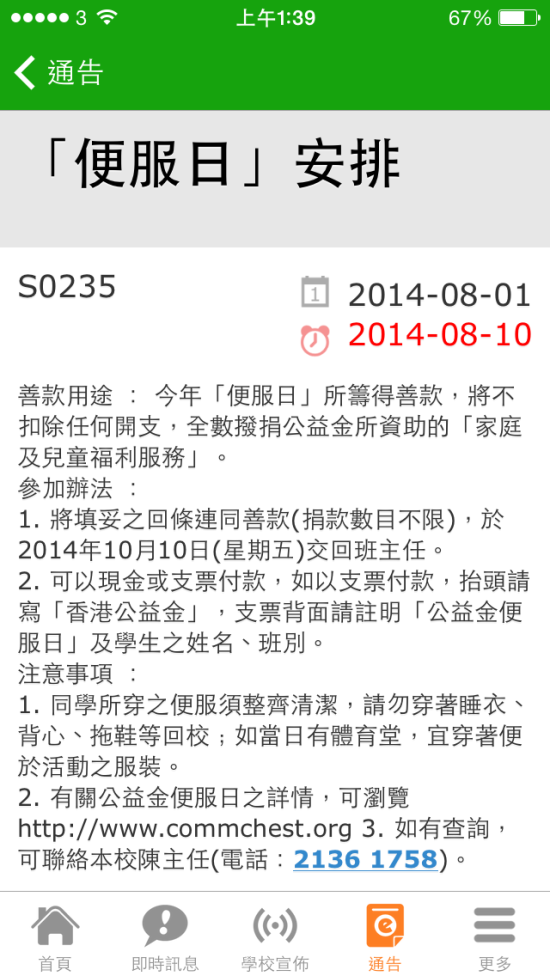 3 上午1:39 67%
通告
「便服日」安排
S0235
1 2014-08-01
2014-08-10
善款用途 ： 今年「便服日」所籌得善款，將不
扣除任何開支，全數撥捐公益金所資助的「家庭
及兒童福利服務」。
參加辦法 ：
1. 將填妥之回條連同善款(捐款數目不限)，於
2014年10月10日(星期五)交回班主任。
2. 可以現金或支票付款，如以支票付款，抬頭請
寫「香港公益金」，支票背面請註明「公益金便
服日」及學生之姓名、班別。
注意事項 ：
1. 同學所穿之便服須整齊清潔，請勿穿著睡衣、
背心、拖鞋等回校﹔如當日有體育堂，宜穿著便
於活動之服裝。
2. 有關公益金便服日之詳情，可瀏覽
http://www.commchest.org 3. 如有查詢，
可聯絡本校陳主任(電話：2136 1758)。
首頁 即時訊息 學校宣佈 通告 更多